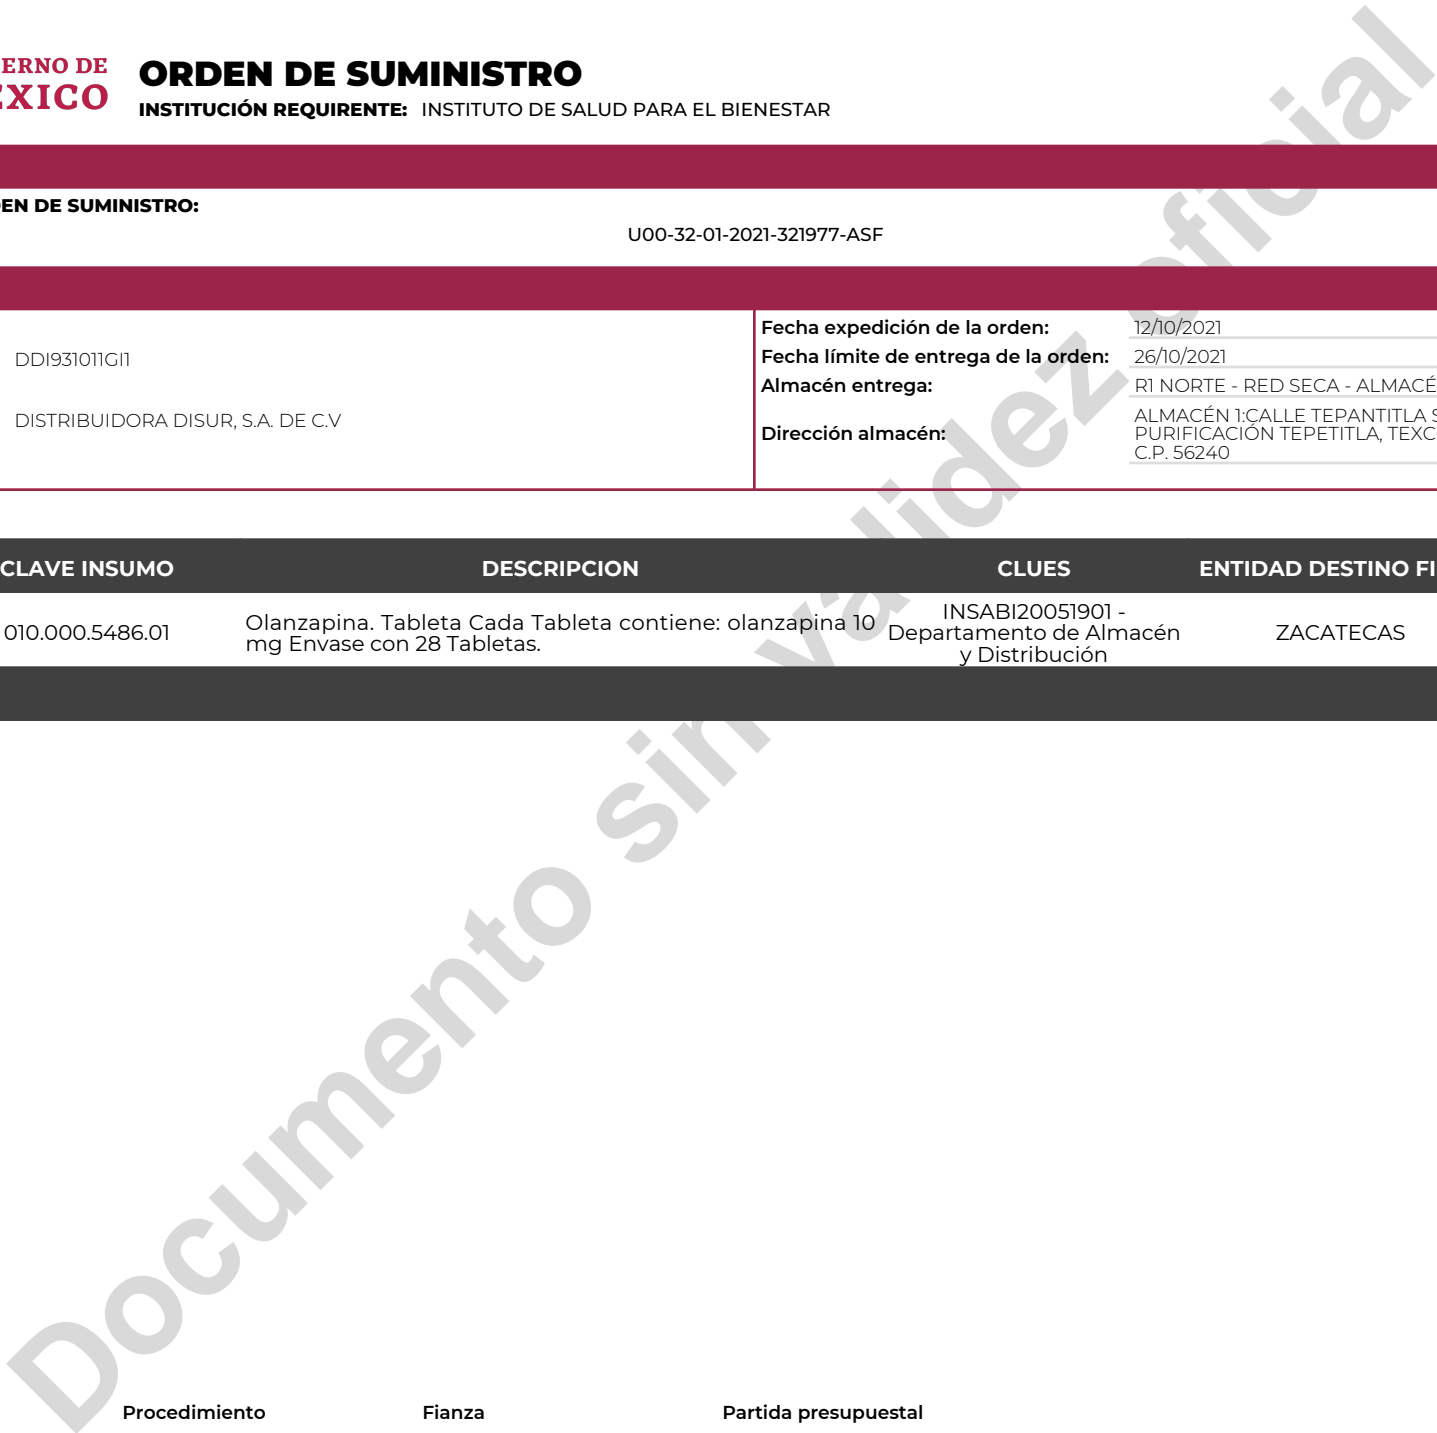 ERNO DE
ORDEN DE SUMINISTRO
XICO
INSTITUCIÓN REQUIRENTE: INSTITUTO DE SALUD PARA EL BIENESTAR
EN DE SUMINISTRO:
U00-32-01-2021-321977-ASF
DDI931011GI1
DISTRIBUIDORA DISUR, S.A. DE C.V
Fecha expedición de la orden: 12/10/2021
Fecha límite de entrega de la orden: 26/10/2021
Almacén entrega: R1 NORTE - RED SECA - ALMACÉ
Dirección almacén: ALMACÉN 1:CALLE TEPANTITLA S
PURIFICACIÓN TEPETITLA, TEXC
C.P. 56240
CLAVE INSUMO DESCRIPCION CLUES ENTIDAD DESTINO FI
010.000.5486.01
Olanzapina. Tableta Cada Tableta contiene: olanzapina 10
mg Envase con 28 Tabletas.
INSABI20051901 -
Departamento de Almacén
y Distribución
ZACATECAS
Documento sin validez oficial
Procedimiento Fianza Partida presupuestal